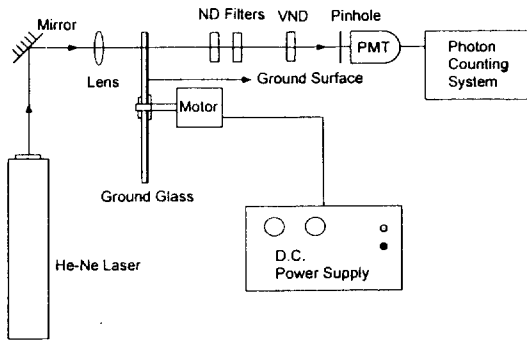 Mirror
Lens
ND Filters
VND
Pinhole
PMT
Photon
Counting
System
Ground Surface
Motor
Ground Glass
He-Ne Laser
D.C.
Power Supply